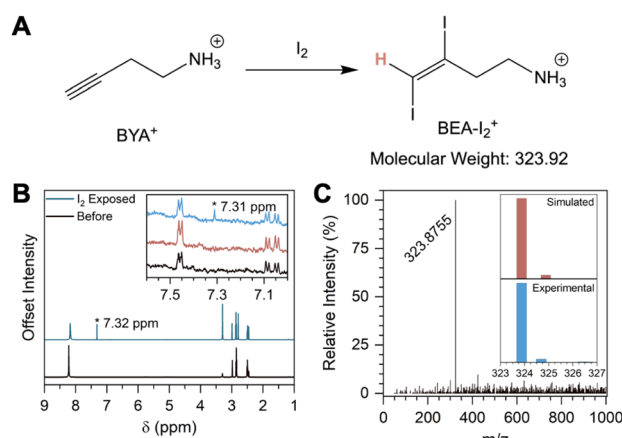 A
NH3 ⊕
I2
BYA+
H
I
I
NH3 ⊕
BEA-I2+
Molecular Weight: 323.92
B
I2 Exposed
Before
* 7.31 ppm
7.5 7.3 7.1
* 7.32 ppm
Offset Intensity
9 8 7 6 5 4 3 2 1
δ (ppm)
C
Relative Intensity (%)
100
75
50
25
0
323.8755
Simulated
Experimental
323 324 325 326 327
0 200 400 600 800 1000
m/z